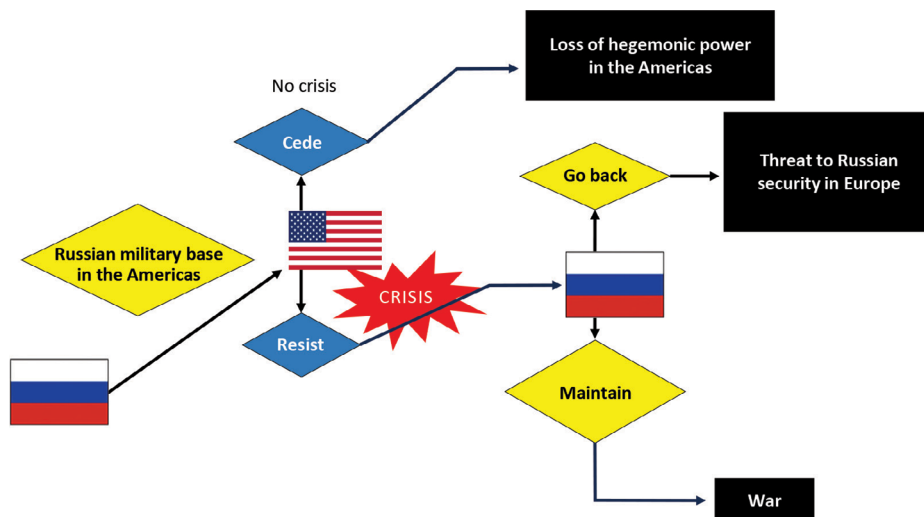 Loss of hegemonic power
in the Americas
No crisis
Cede
Go back
Threat to Russian
security in Europe
Russian military base
in the Americas
CRISIS
Resist
Maintain
War